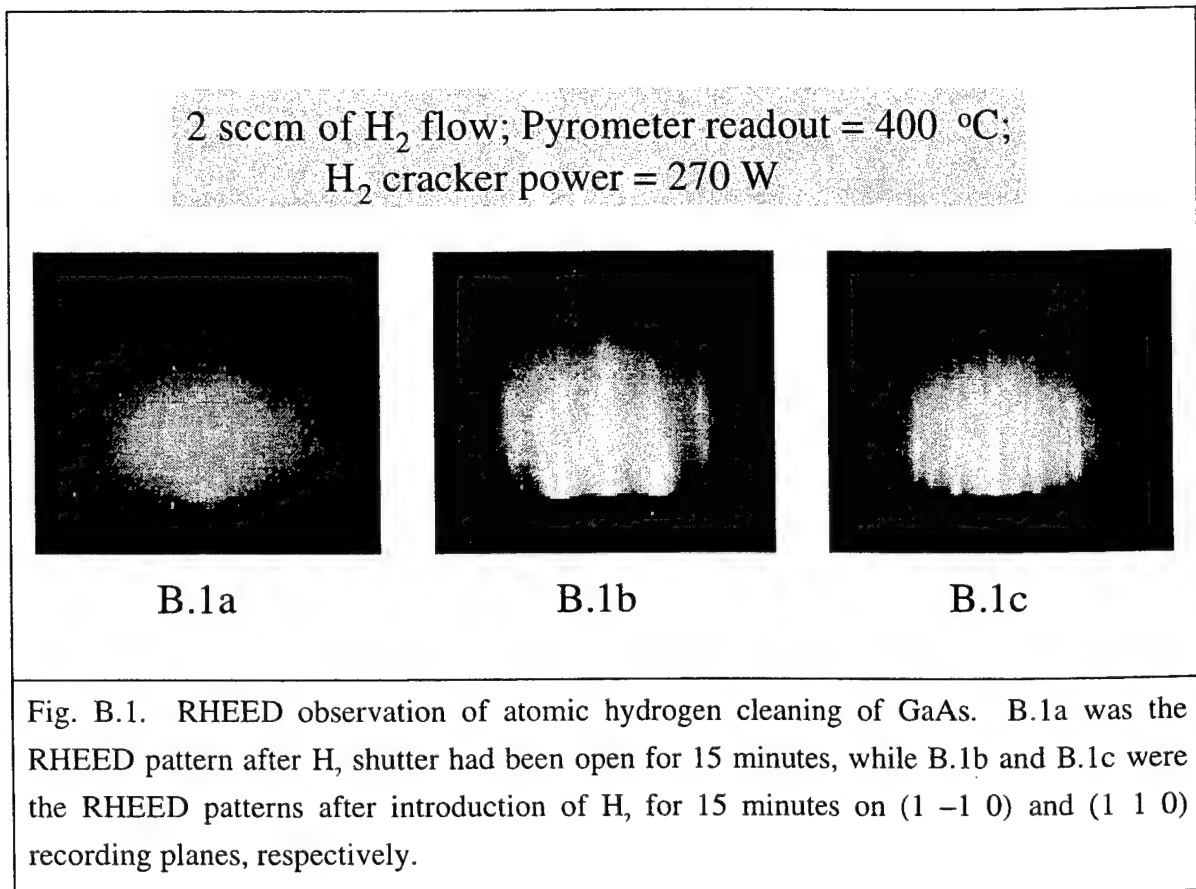 2 sccm of H₂ flow; Pyrometer readout = 400 °C;
H₂ cracker power = 270 W
B.1a
B.1b
B.1c
Fig. B.1. RHEED observation of atomic hydrogen cleaning of GaAs. B.1a was the
RHEED pattern after H, shutter had been open for 15 minutes, while B.1b and B.1c were
the RHEED patterns after introduction of H, for 15 minutes on (1 –1 0) and (1 1 0)
recording planes, respectively.